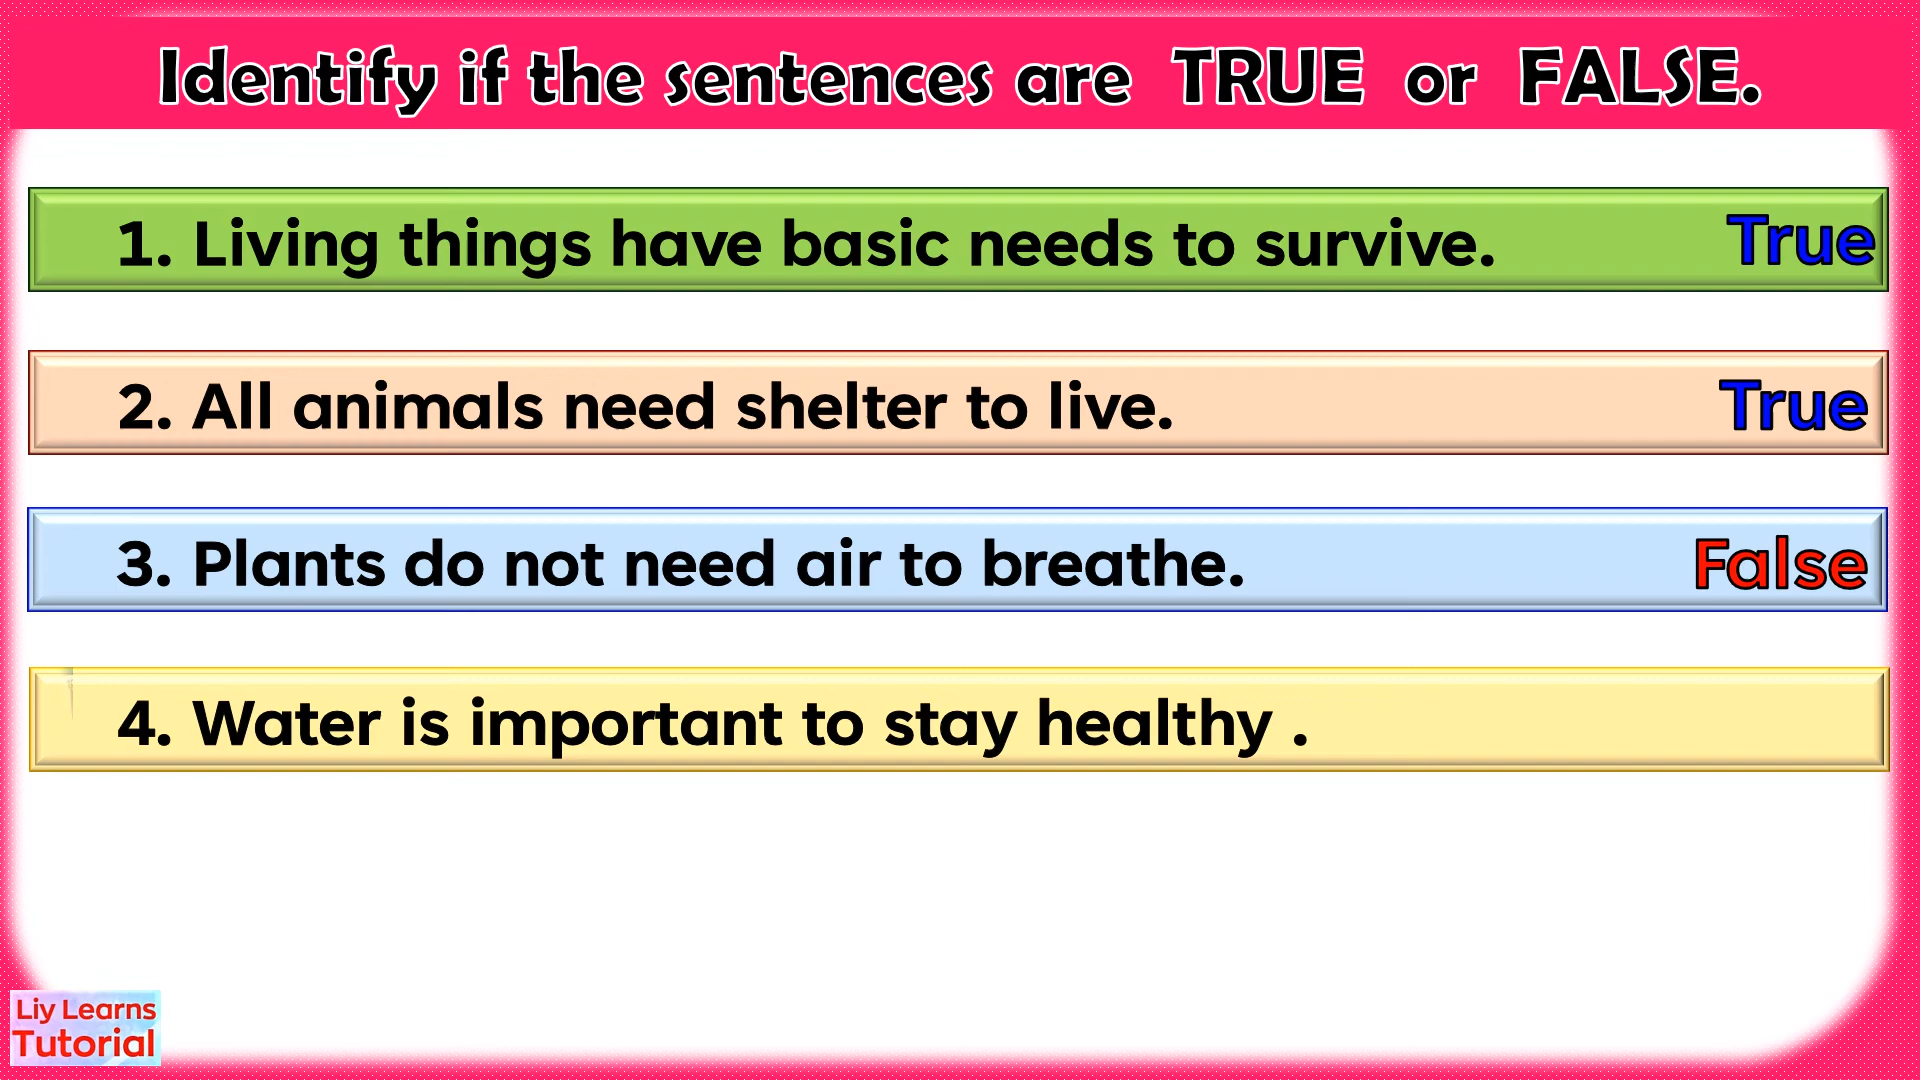 Identify if the sentences are TRUE or FALSE.
1. Living things have basic needs to survive. True
2. All animals need shelter to live. True
3. Plants do not need air to breathe. False
4. Water is important to stay healthy .
Liy Learns
Tutorial